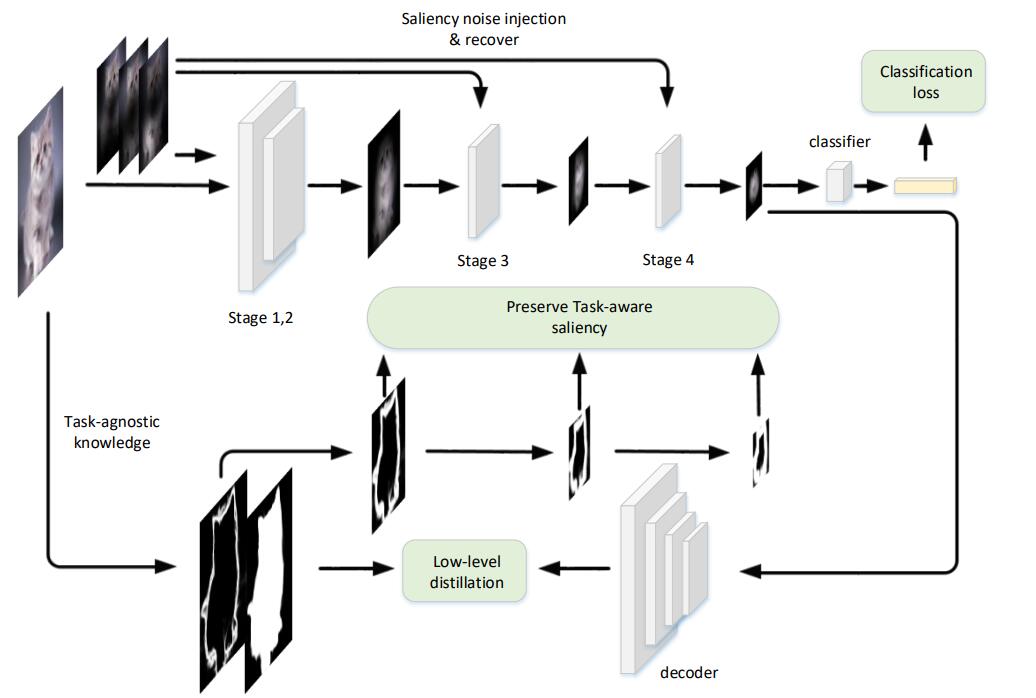 Saliency noise injection
& recover
Classification
loss
classifier
Stage 3
Stage 4
Stage 1,2
Preserve Task-aware
saliency
Task-agnostic
knowledge
Low-level
distillation
decoder